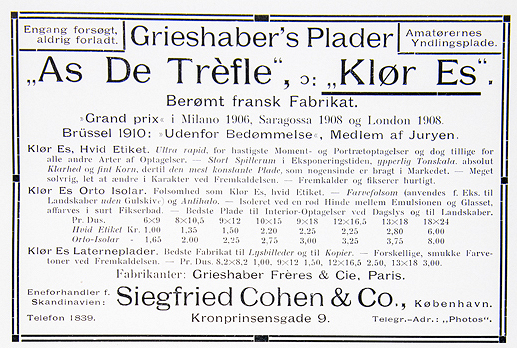 Engang forsøgt,
aldrig forladt.
Grieshaber's Plader
Amatørernes
Yndlingsplade.
„As De Trèfle“, ɔ: „Klør Es“.
Berømt fransk Fabrikat.
»Grand prix« i Milano 1906, Saragossa 1908 og London 1908.
Brüssel 1910: »Udenfor Bedømmelse«, Medlem af Juryen.
Klør Es, Hvid Etiket. Ultra rapid, for hastigste Moment- og Portrætoptagelser og dog tillige for
alle andre Arter af Optagelser. — Stort Spillerum i Eksponeringstiden, ypperlig Tonskala, absolut
Klarhed og fint Korn, dertil den mest konstante Plade, som nogensinde er bragt i Markedet. — Meget
sølvrig, let at ændre i Karakter ved Fremkaldelsen. — Fremkalder og fikserer hurtigt.
Klør Es Orto Isolar. Følsomhed som Klør Es, hvid Etiket. — Farvefølsom (anvendes f. Eks. til
Landskaber uden Gulskive) og Antihalo. — Isoleret ved en rød Hinde mellem Emulsionen og Glasset,
affarves i surt Fikserbad. — Bedste Plade til Interiør-Optagelser ved Dagslys og til Landskaber.
Pr. Dus. 6×9 8×10,5 9×12 10×15 9×18 12×16,5 13×18 18×24
Hvid Etiket Kr. 1.00 1,35 1,50 2.20 2.25 2,25 2,80 6.00
Orto-Isolar - 1,65 2.00 2.25 2,75 3.00 3.25 3,75 8.00
Klør Es Laterneplader. Bedste Fabrikat til Lysbilleder og til Kopier. — Forskellige, smukke Farve-
toner ved Fremkaldelsen. — Pr. Dus. 8,2×8,2 1,00, 9×12 1,50, 12×16,5 2.50, 13×18 3.00.
Fabrikanter: Grieshaber Frères & Cie, Paris.
Eneforhandler f.
Skandinavien:
Siegfried Cohen & Co., København.
Telefon 1839.
Kronprinsensgade 9.
Telegr.-Adr.: „Photos“.